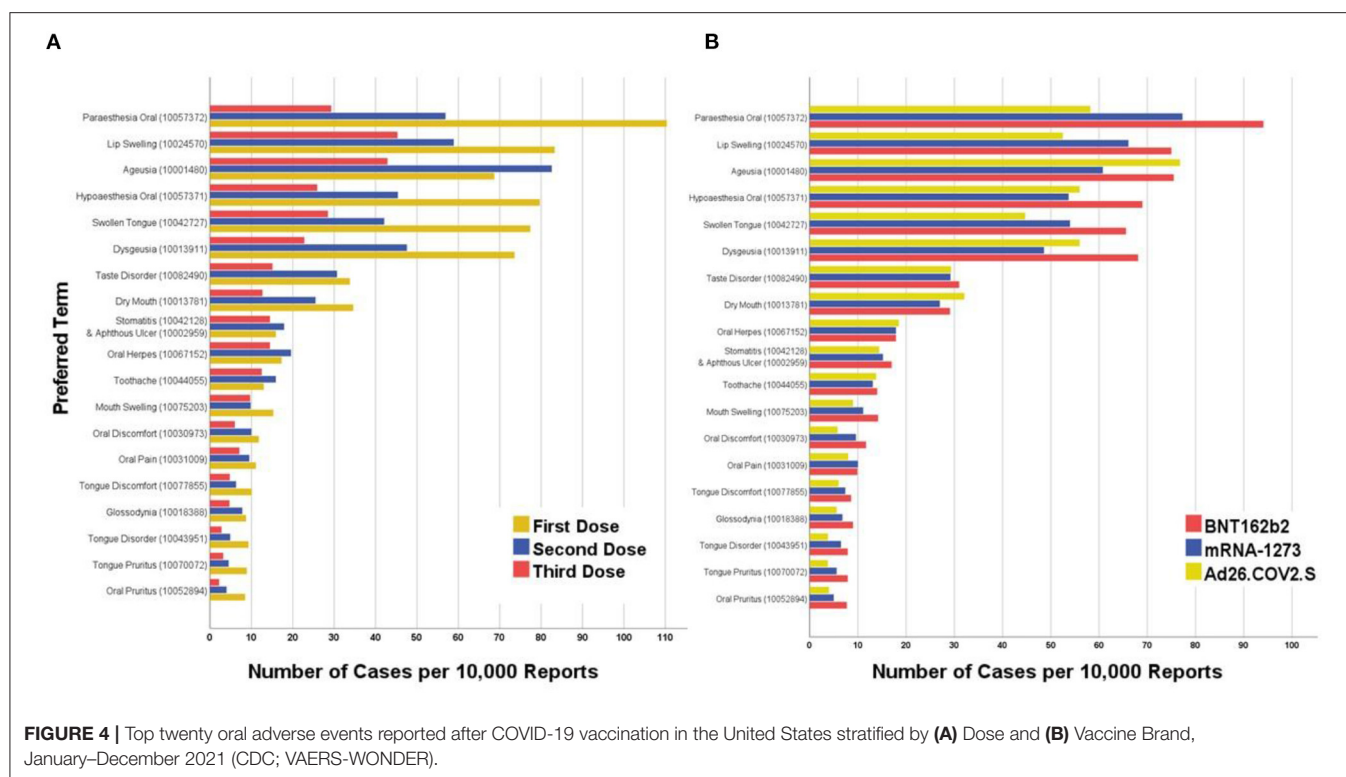 A
Preferred Term
Paraesthesia Oral (10057372)
Lip Swelling (10024570)
Ageusia (10001480)
Hypoaesthesia Oral (10057371)
Swollen Tongue (10042727)
Dysgeusia (10013911)
Taste Disorder (10082490)
Dry Mouth (10013781)
Stomatitis (10042128)
& Aphthous Ulcer (10002959)
Oral Herpes (10067152)
Toothache (10044055)
Mouth Swelling (10075203)
Oral Discomfort (10030973)
Oral Pain (10031009)
Tongue Discomfort (10077855)
Glossodynia (10018388)
Tongue Disorder (10043951)
Tongue Pruritus (10070072)
Oral Pruritus (10052894)
First Dose
Second Dose
Third Dose
0 10 20 30 40 50 60 70 80 90 100 110
Number of Cases per 10,000 Reports
B
Paraesthesia Oral (10057372)
Lip Swelling (10024570)
Ageusia (10001480)
Hypoaesthesia Oral (10057371)
Swollen Tongue (10042727)
Dysgeusia (10013911)
Taste Disorder (10082490)
Dry Mouth (10013781)
Oral Herpes (10067152)
Stomatitis (10042128)
& Aphthous Ulcer (10002959)
Toothache (10044055)
Mouth Swelling (10075203)
Oral Discomfort (10030973)
Oral Pain (10031009)
Tongue Discomfort (10077855)
Glossodynia (10018388)
Tongue Disorder (10043951)
Tongue Pruritus (10070072)
Oral Pruritus (10052894)
BNT162b2
mRNA-1273
Ad26.COV2.S
0 10 20 30 40 50 60 70 80 90 100
Number of Cases per 10,000 Reports
FIGURE 4 | Top twenty oral adverse events reported after COVID-19 vaccination in the United States stratified by (A) Dose and (B) Vaccine Brand,
January–December 2021 (CDC; VAERS-WONDER).